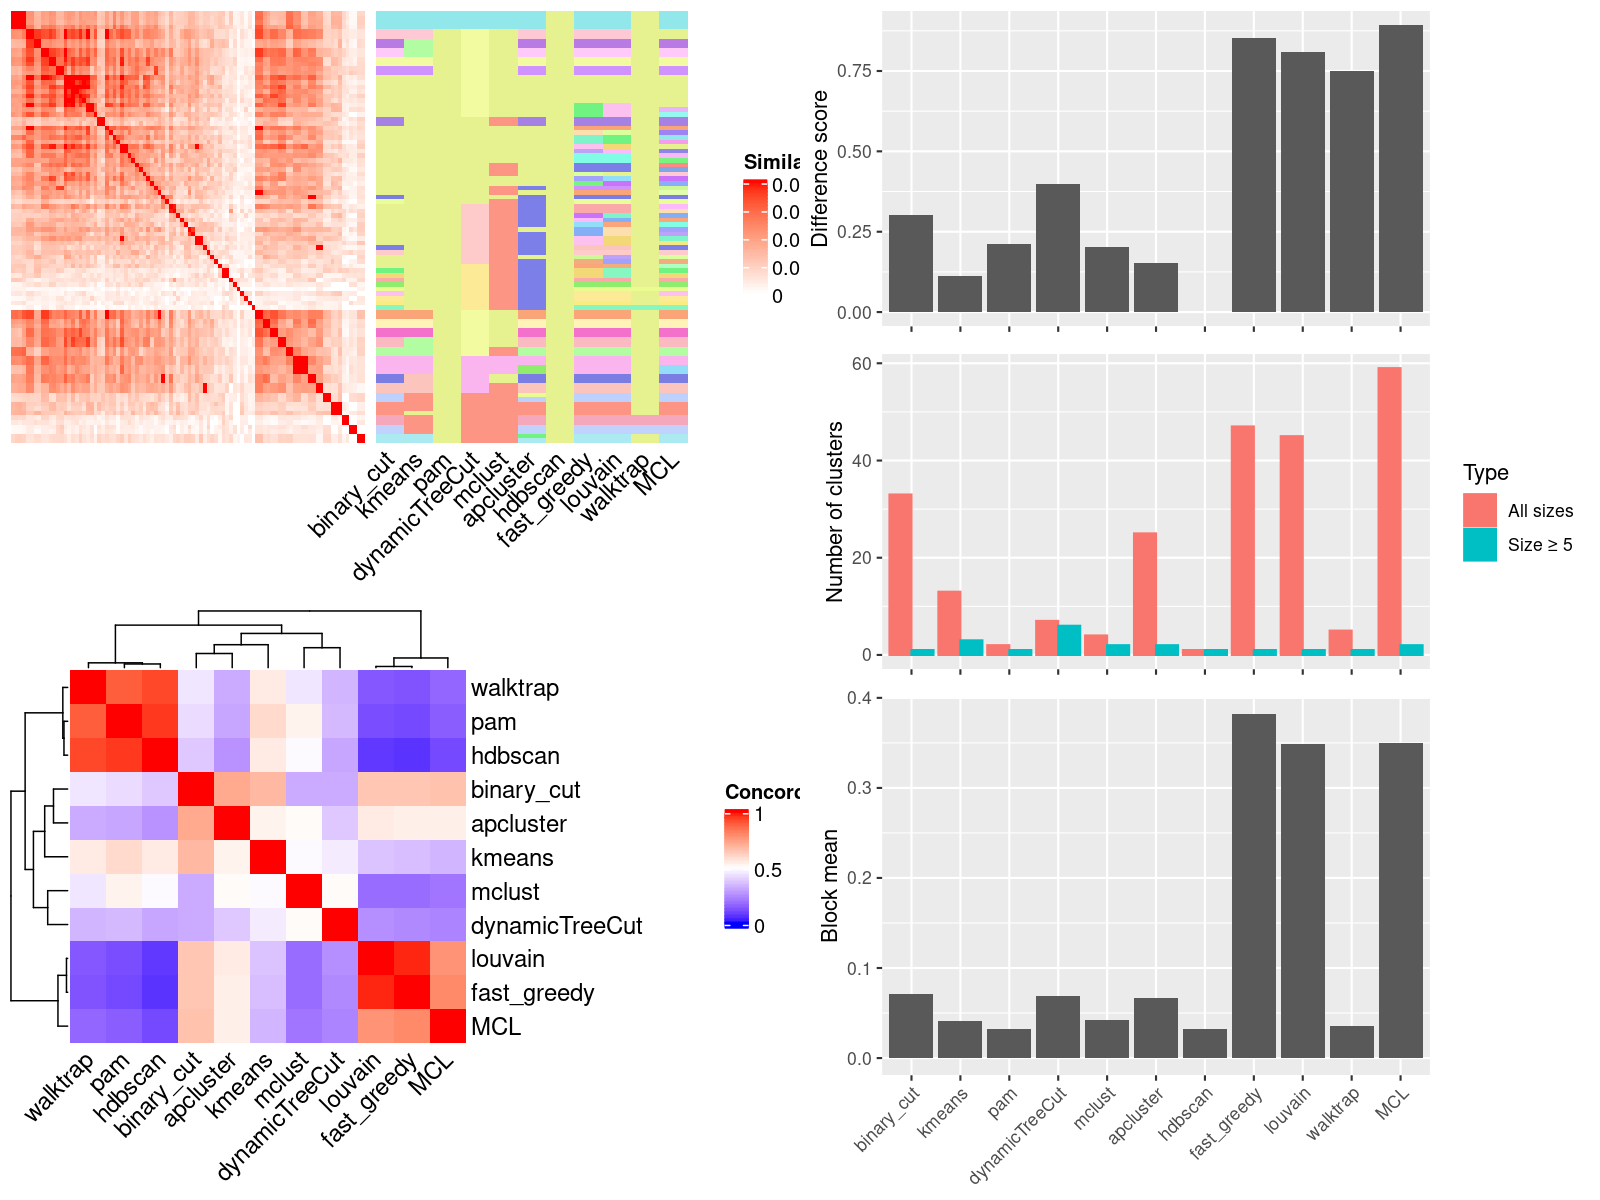 Simila
0.0
0.0
0.0
0.0
0
binary_cut
kmeans
pam
dynamicTreeCut
mclust
apcluster
hdbscan
fast_greedy
louvain
walktrap
MCL
Difference score
0.75
0.50
0.25
0.00
Number of clusters
60
40
20
0
Type
All sizes
Size ≥ 5
walktrap
pam
hdbscan
binary_cut
apcluster
kmeans
mclust
dynamicTreeCut
louvain
fast_greedy
MCL
walktrap
pam
hdbscan
binary_cut
apcluster
kmeans
mclust
dynamicTreeCut
louvain
fast_greedy
MCL
Concord
1
0.5
0
Block mean
0.4
0.3
0.2
0.1
0.0
binary_cut
kmeans
pam
dynamicTreeCut
mclust
apcluster
hdbscan
fast_greedy
louvain
walktrap
MCL